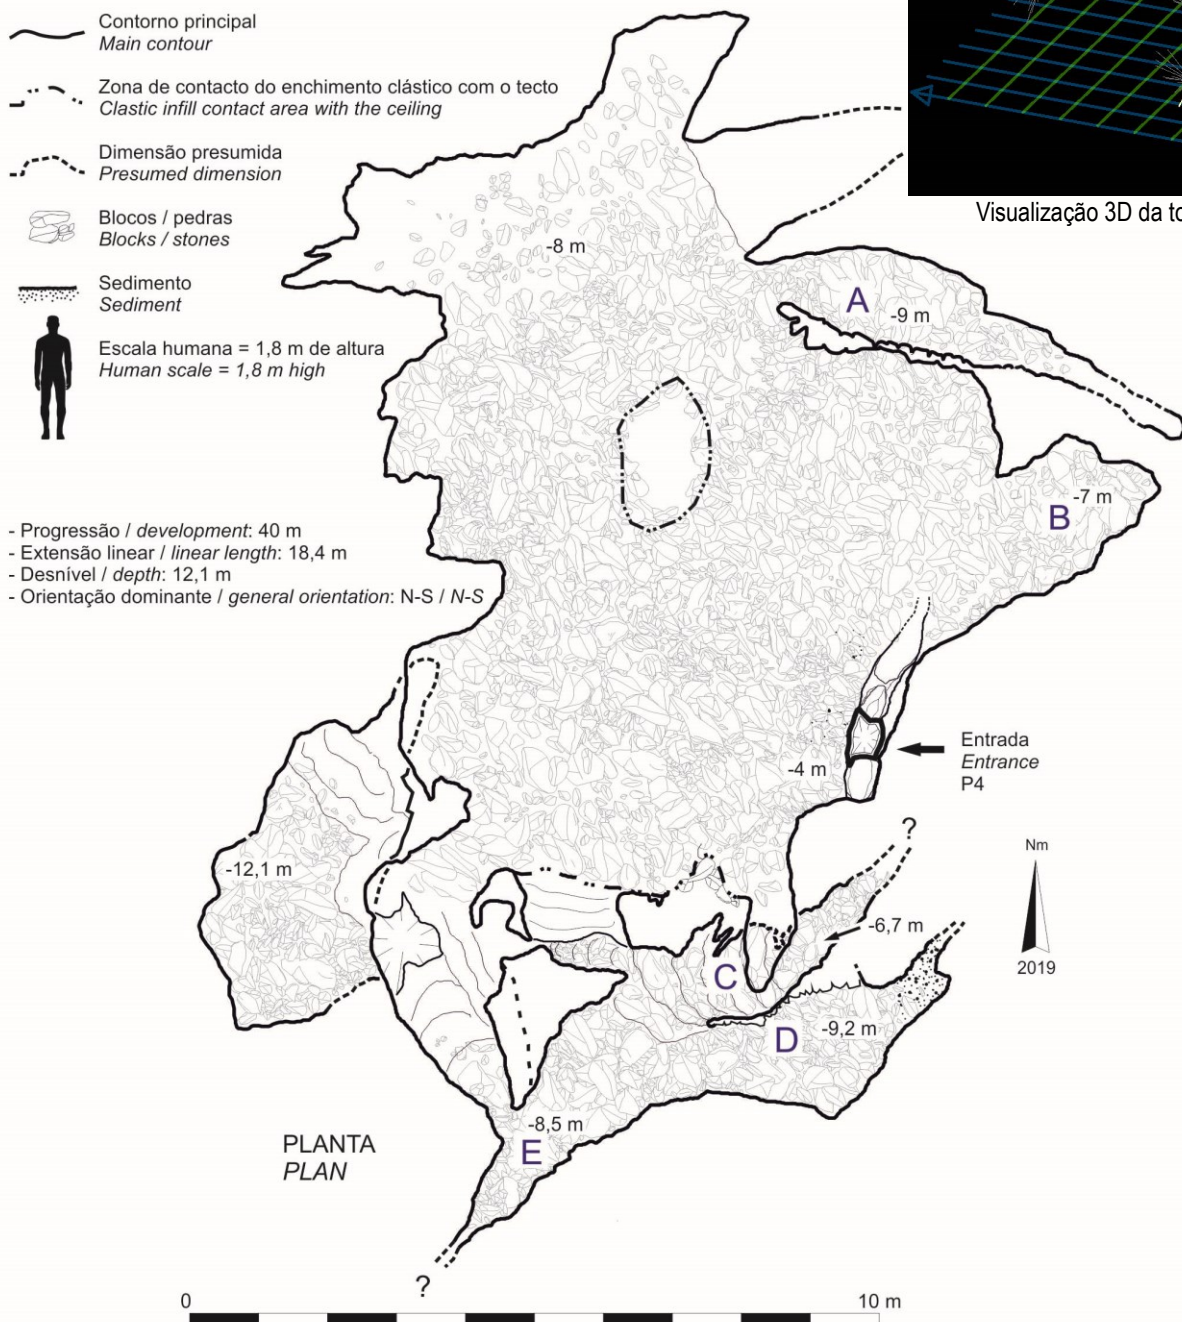 Contorno principal
Main contour
Zona de contacto do enchimento clástico com o tecto
Clastic infill contact area with the ceiling
Dimensão presumida
Presumed dimension
Blocos / pedras
Blocks / stones
Sedimento
Sediment
Escala humana = 1,8 m de altura
Human scale = 1,8 m high
- Progressão / development: 40 m
- Extensão linear / linear length: 18,4 m
- Desnível / depth: 12,1 m
- Orientação dominante / general orientation: N-S / N-S
Visualização 3D da
-8 m
A
-9 m
-7 m
B
Entrada
Entrance
P4
-4 m
?
Nm
2019
-12,1 m
-6,7 m
C
-9,2 m
D
-8,5 m
E
PLANTA
PLAN
?
0
10 m